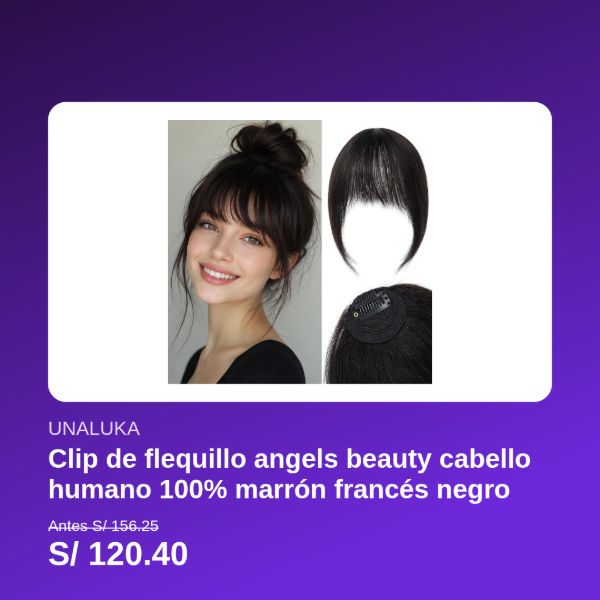 UNALUKA
Clip de flequillo angels beauty cabello
humano 100% marrón francés negro
Antes S/ 156.25
S/ 120.40